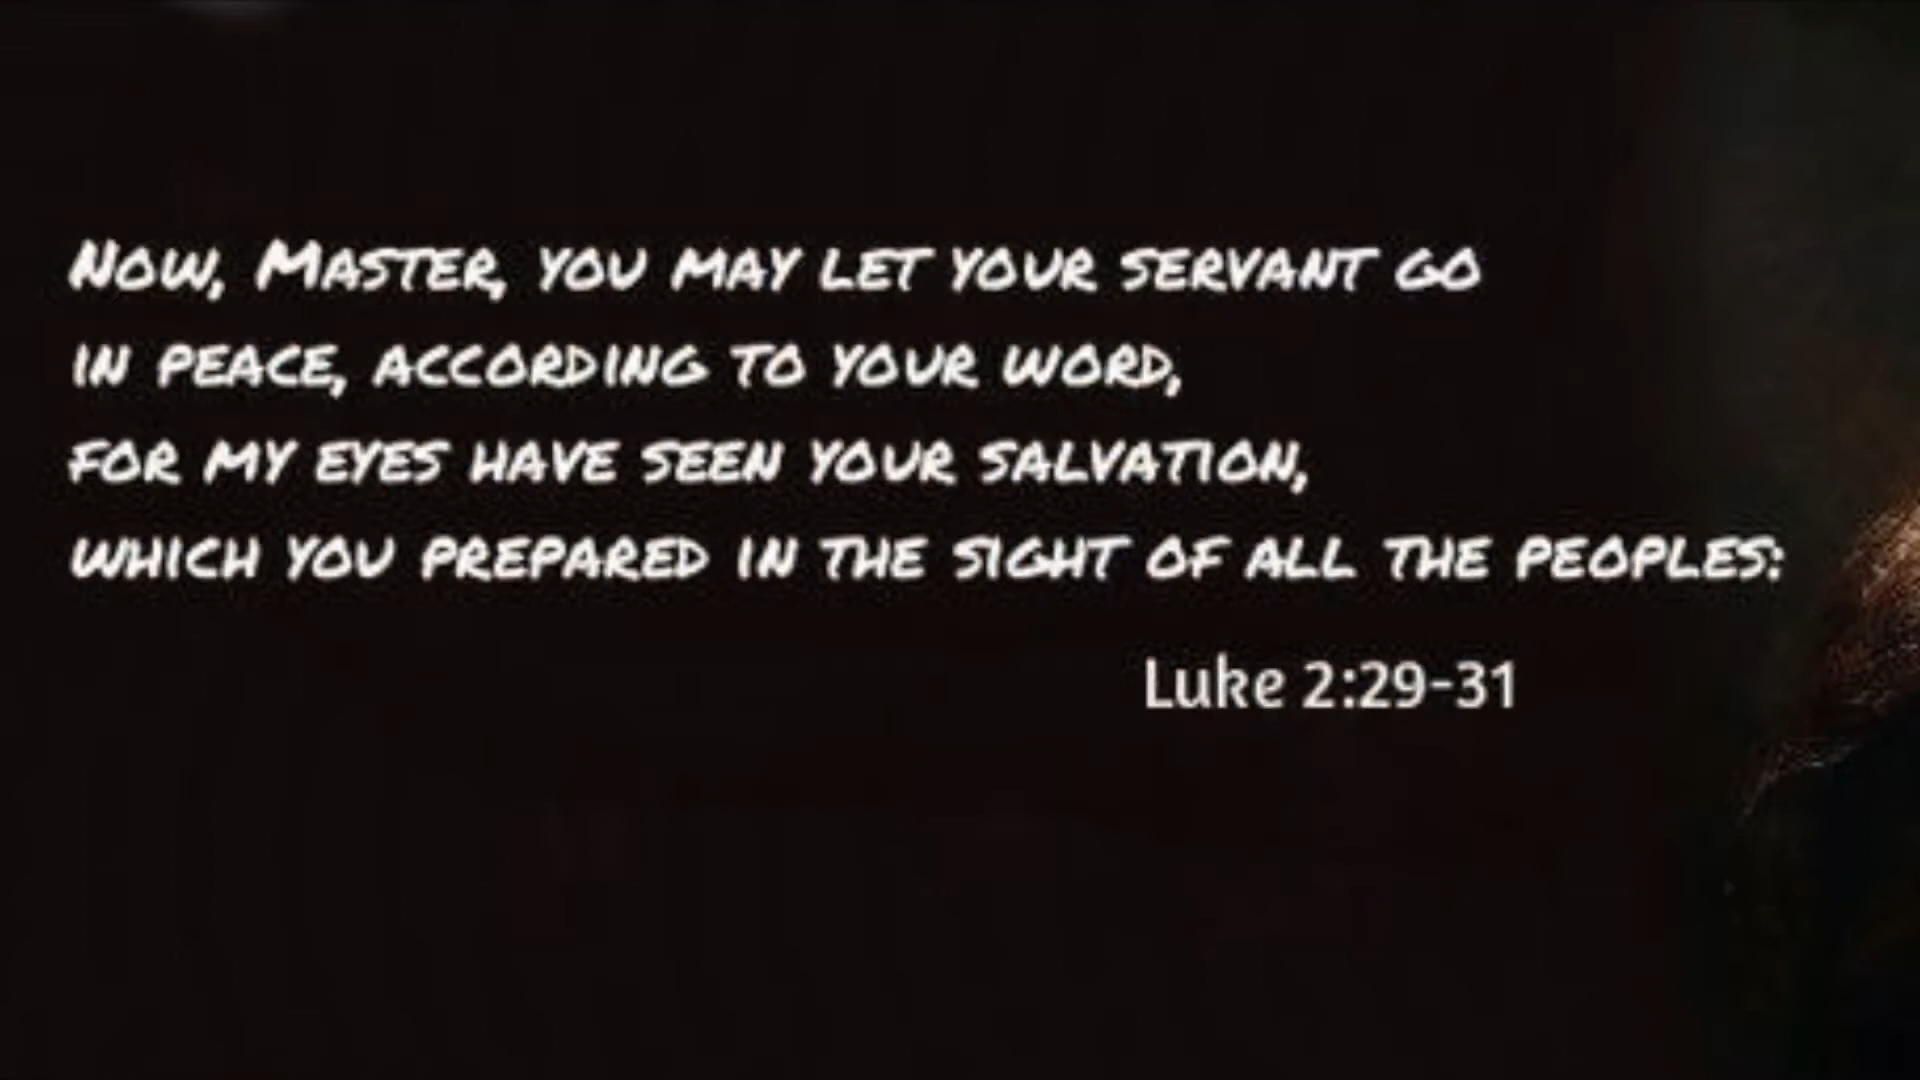 Now, Master, you may let your servant go
in peace, according to your word,
for my eyes have seen your salvation,
which you prepared in the sight of all the peoples:
Luke 2:29-31